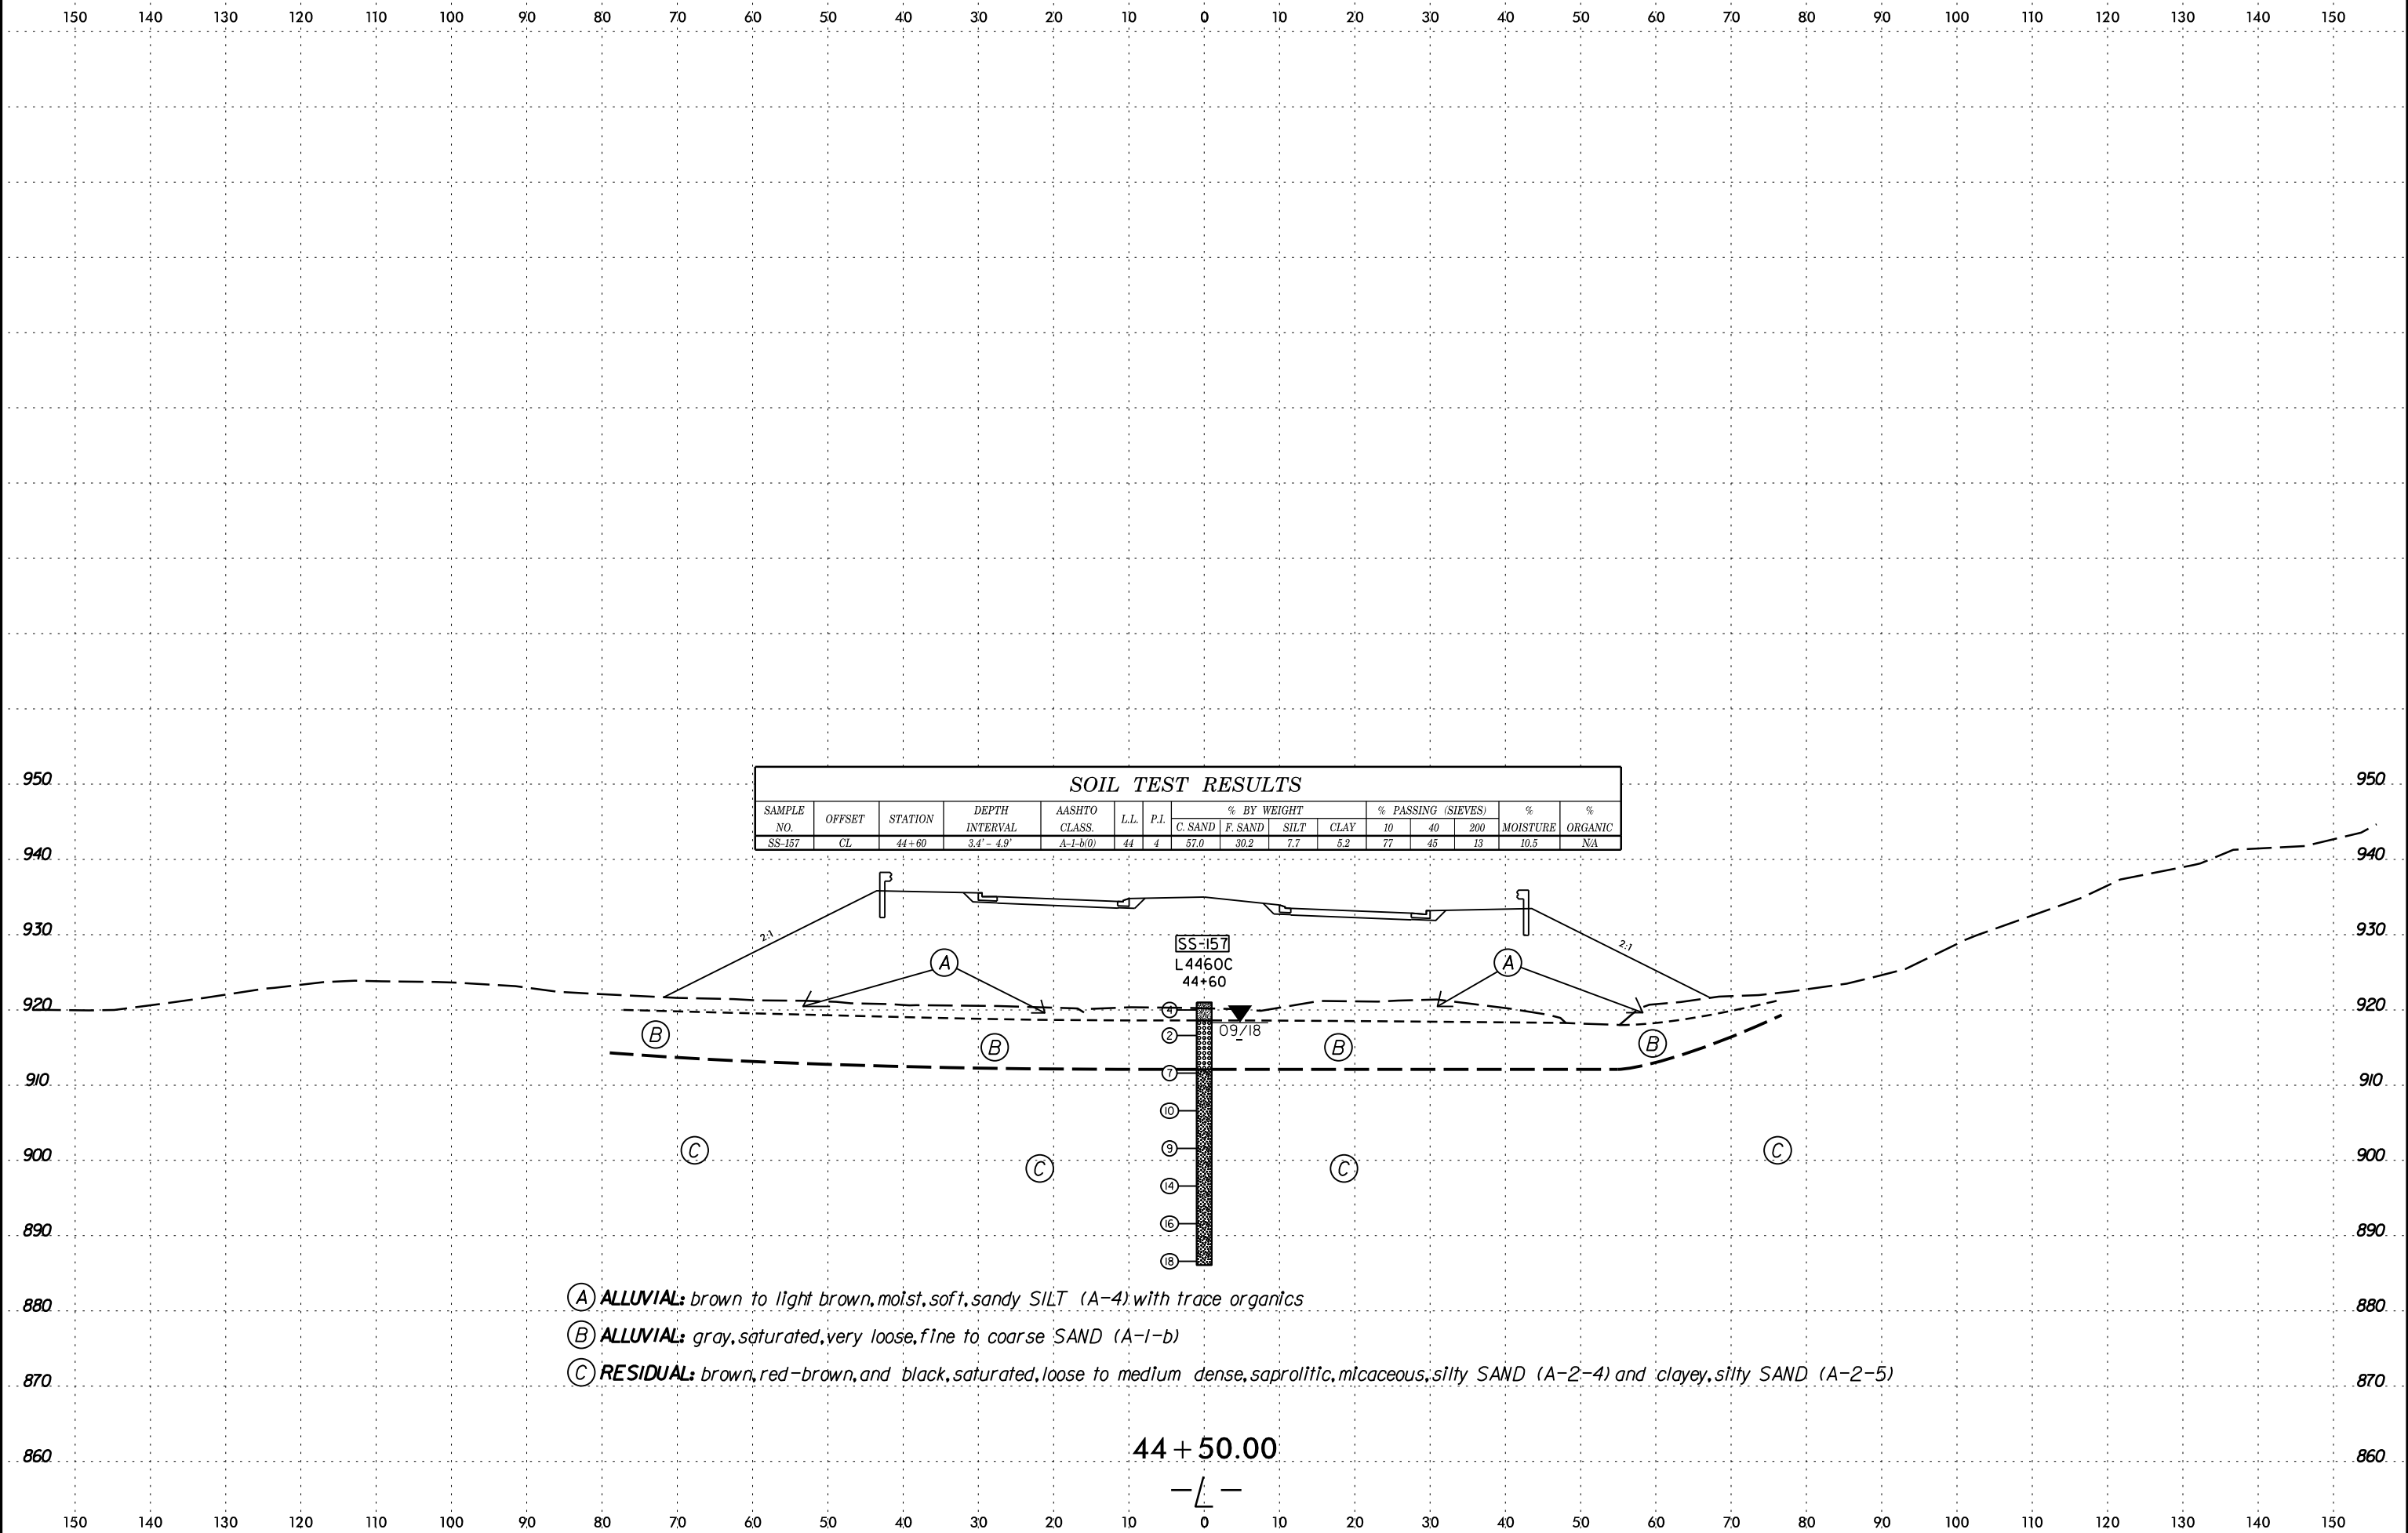 150 140 130 120 110 100 90 80 70 60 50 40 30 20 10 0 10 20 30 40 50 60 70 80 90 100 110 120 130 140 150
950 950
SOIL TEST RESULTS
SAMPLE NO. OFFSET STATION DEPTH INTERVAL AASHTO CLASS. L.L. P.I. % BY WEIGHT % PASSING (SIEVES) % MOISTURE % ORGANIC
C. SAND F. SAND SILT CLAY 10 40 200
SS-157 CL 44+60 3.4' - 4.9' A-1-b(0) 44 4 57.0 30.2 7.7 5.2 77 45 13 10.5 N/A
940 940
930 930
2:1 2:1
SS-157
L4460C
44+60
A A
920 920
4
09/18
2
B B B B
7
910 910
10
9
C C C C
900 900
14
16
890 890
18
A ALLUVIAL: brown to light brown, moist, soft, sandy SILT (A-4) with trace organics
880 880
B ALLUVIAL: gray, saturated, very loose, fine to coarse SAND (A-1-b)
C RESIDUAL: brown, red-brown, and black, saturated, loose to medium dense, saprolitic, micaceous, silty SAND (A-2-4) and clayey, silty SAND (A-2-5)
870 870
44+50.00
860 860
-L-
150 140 130 120 110 100 90 80 70 60 50 40 30 20 10 0 10 20 30 40 50 60 70 80 90 100 110 120 130 140 150